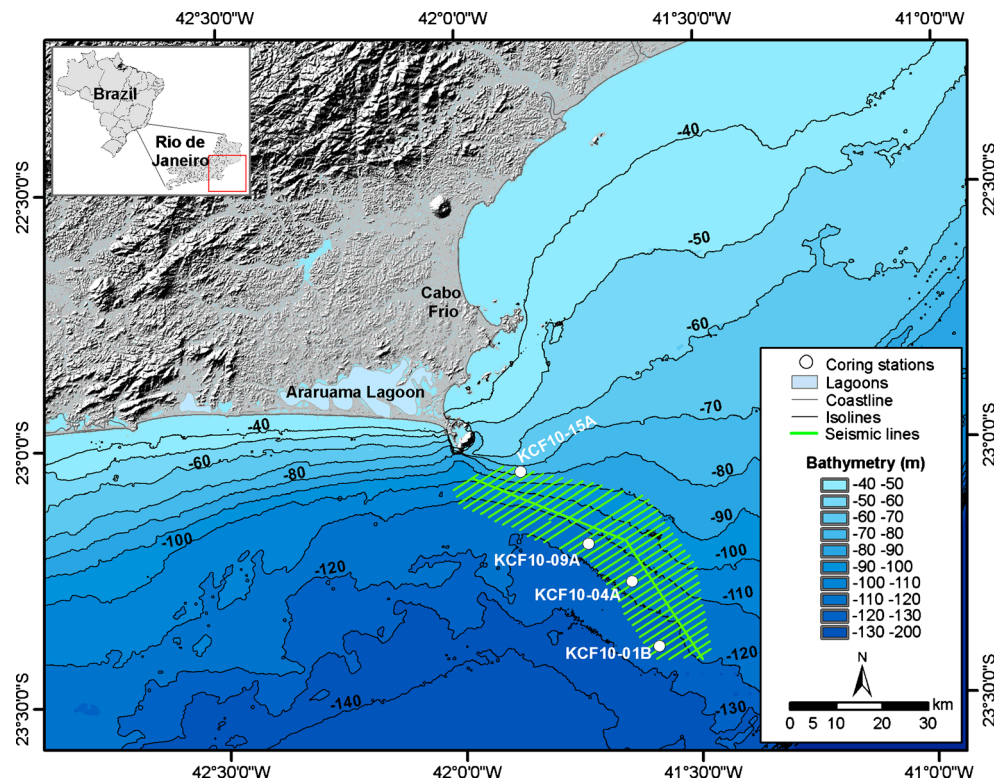 42°30'0"W
42°0'0"W
41°30'0"W
41°0'0"W
Brazil
Rio de
Janeiro
22°30'0"S
22°30'0"S
-40
-50
-60
Cabo
Frio
Araruama Lagoon
-70
-40
-60
-80
-100
-120
-140
KCF10-15A
-80
-90
-100
-110
-120
-130
KCF10-09A
KCF10-04A
KCF10-01B
23°0'0"S
23°0'0"S
Coring stations
Lagoons
Coastline
Isolines
Seismic lines
Bathymetry (m)
-40 -50
-50 -60
-60 -70
-70 -80
-80 -90
-90 -100
-100 -110
-110 -120
-120 -130
-130 -200
N
km
0 5 10 20 30
23°30'0"S
23°30'0"S
42°30'0"W
42°0'0"W
41°30'0"W
41°0'0"W